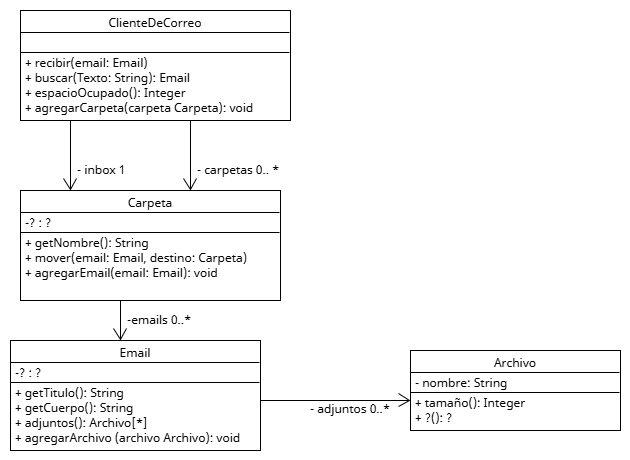 ClienteDeCorreo
+ recibir(email: Email)
+ buscar(Texto: String): Email
+ espacioOcupado(): Integer
+ agregarCarpeta(carpeta Carpeta): void
- inbox 1
- carpetas 0.. *
Carpeta
-? : ?
+ getNombre(): String
+ mover(email: Email, destino: Carpeta)
+ agregarEmail(email: Email): void
-emails 0..*
Email
-? : ?
+ getTitulo(): String
+ getCuerpo(): String
+ adjuntos(): Archivo[*]
+ agregarArchivo (archivo Archivo): void
- adjuntos 0..*
Archivo
- nombre: String
+ tamaño(): Integer
+ ?(): ?